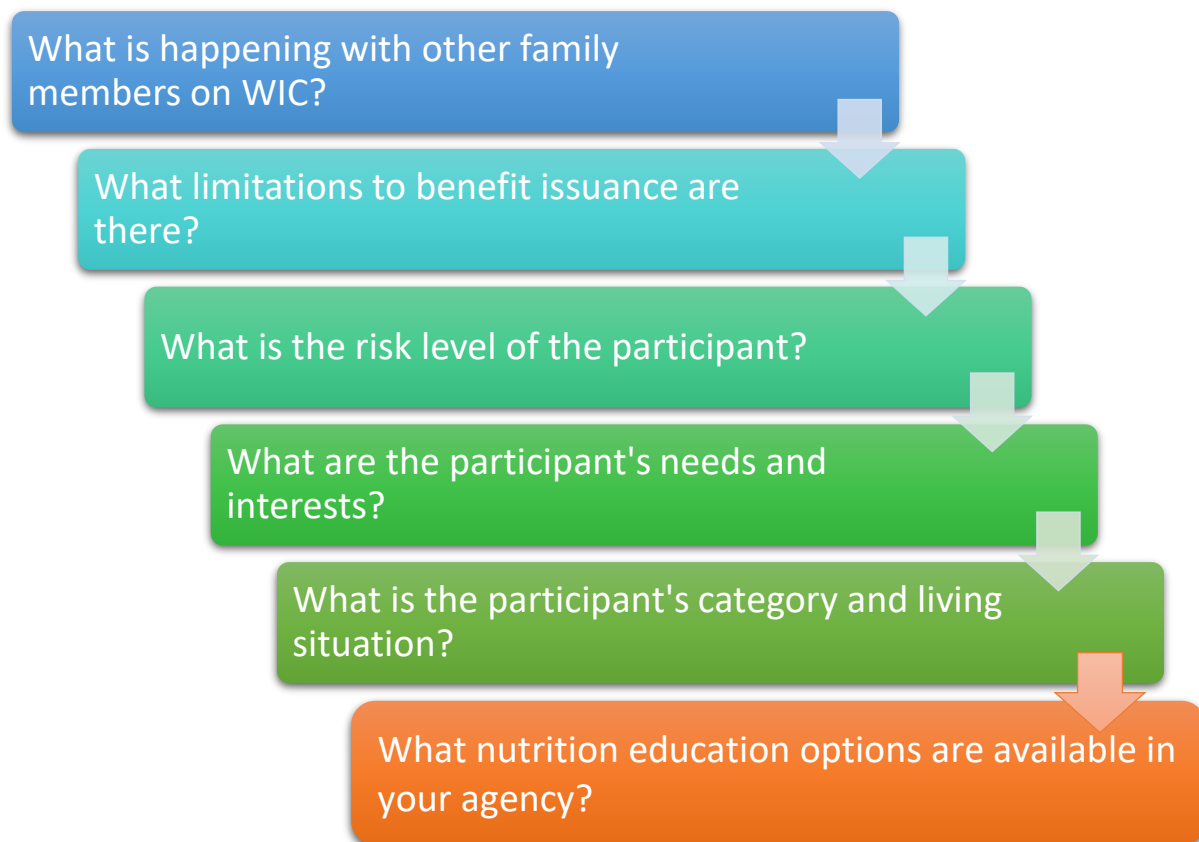 What is happening with other family
members on WIC?
What limitations to benefit issuance are
there?
What is the risk level of the participant?
What are the participant's needs and
interests?
What is the participant's category and living
situation?
What nutrition education options are available in
your agency?